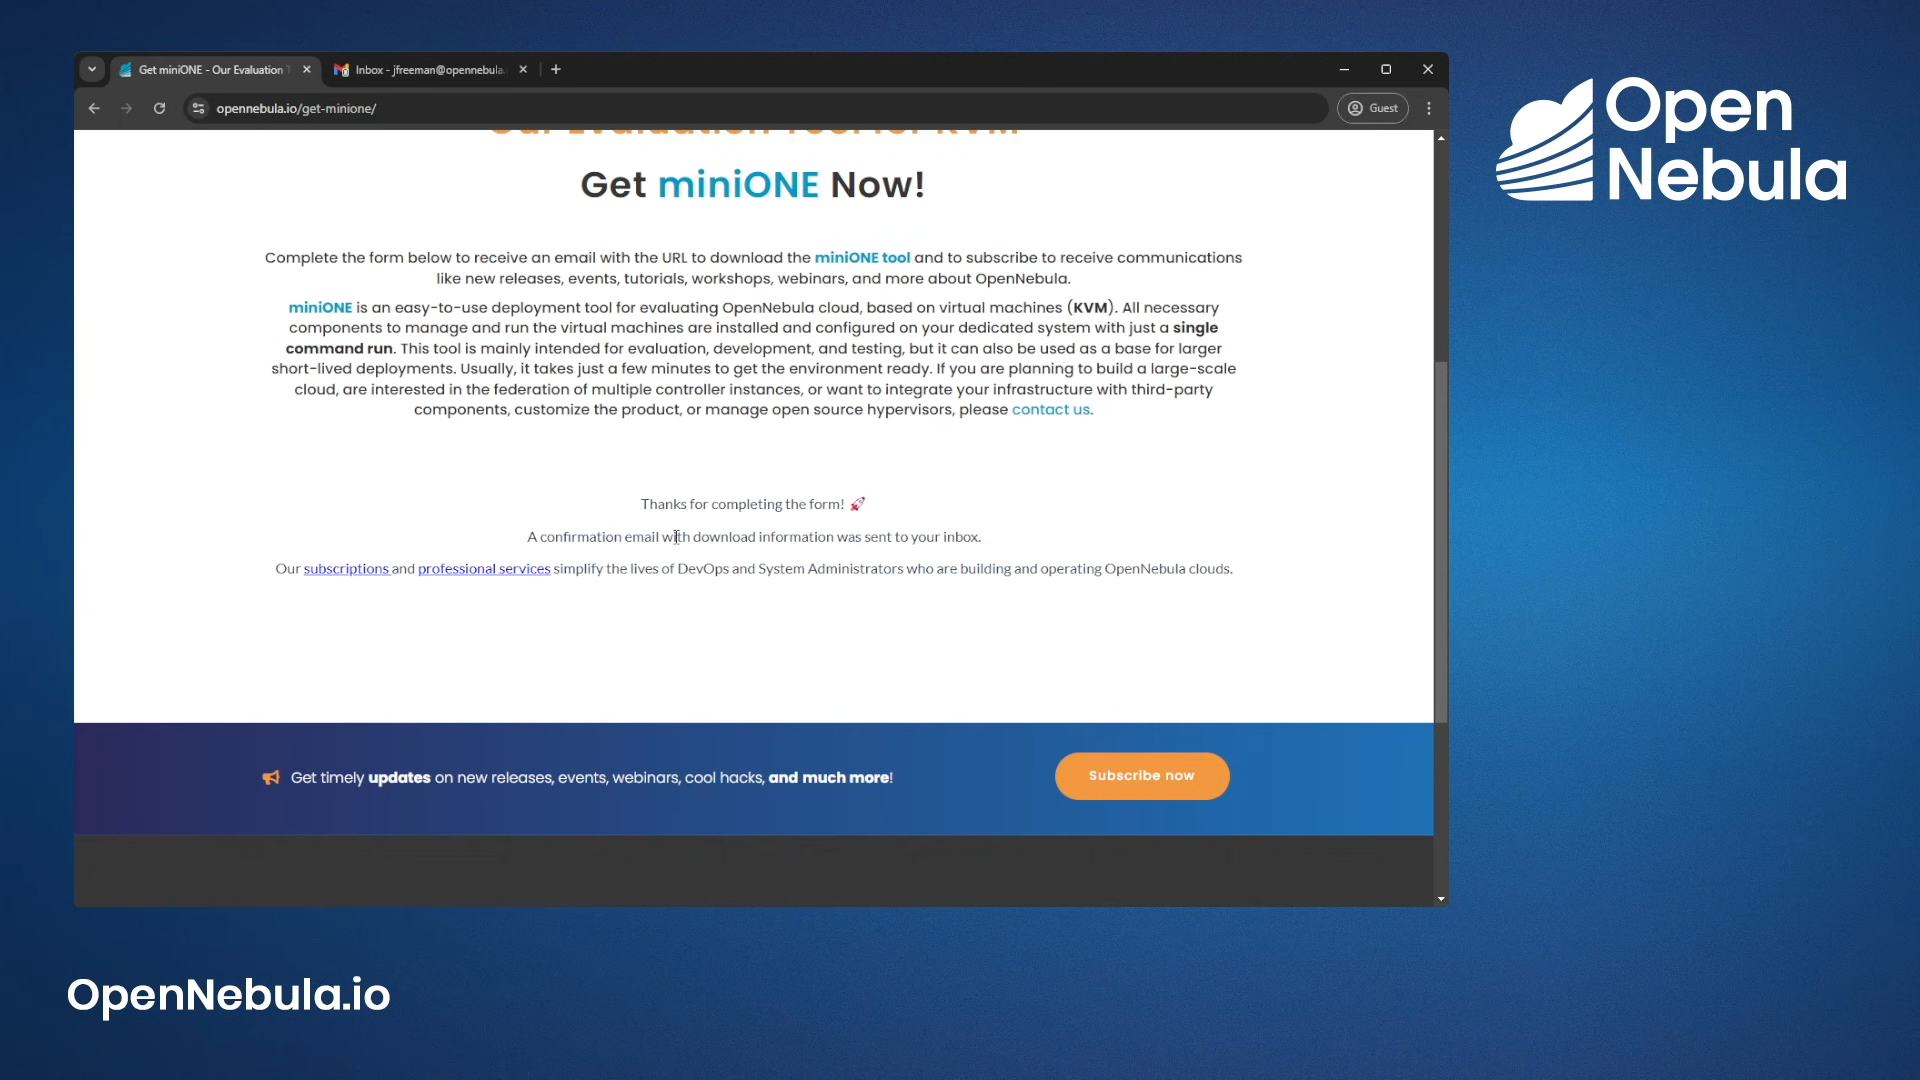 Get miniONE - Our Evaluation T
Inbox - jfreeman@opennebula.
opennebula.io/get-minione/
Guest
Open
Nebula
Our Evaluation Tool for KVM
Get miniONE Now!
Complete the form below to receive an email with the URL to download the miniONE tool and to subscribe to receive communications
like new releases, events, tutorials, workshops, webinars, and more about OpenNebula.
miniONE is an easy-to-use deployment tool for evaluating OpenNebula cloud, based on virtual machines (KVM). All necessary
components to manage and run the virtual machines are installed and configured on your dedicated system with just a single
command run. This tool is mainly intended for evaluation, development, and testing, but it can also be used as a base for larger
short-lived deployments. Usually, it takes just a few minutes to get the environment ready. If you are planning to build a large-scale
cloud, are interested in the federation of multiple controller instances, or want to integrate your infrastructure with third-party
components, customize the product, or manage open source hypervisors, please contact us.
Thanks for completing the form! 🚀
A confirmation email with download information was sent to your inbox.
Our subscriptions and professional services simplify the lives of DevOps and System Administrators who are building and operating OpenNebula clouds.
Get timely updates on new releases, events, webinars, cool hacks, and much more!
Subscribe now
OpenNebula.io